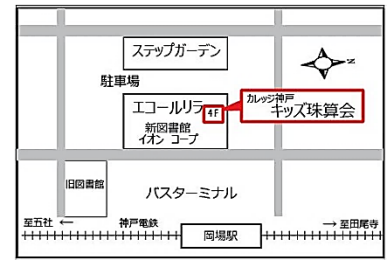 ステップガーデン
駐車場
N
エコールリラ
4F
カレッジ神戸
キッズ珠算会
新図書館
イオン コープ
旧図書館
バスターミナル
至五社 ←
神戸電鉄
→ 至田尾寺
岡場駅